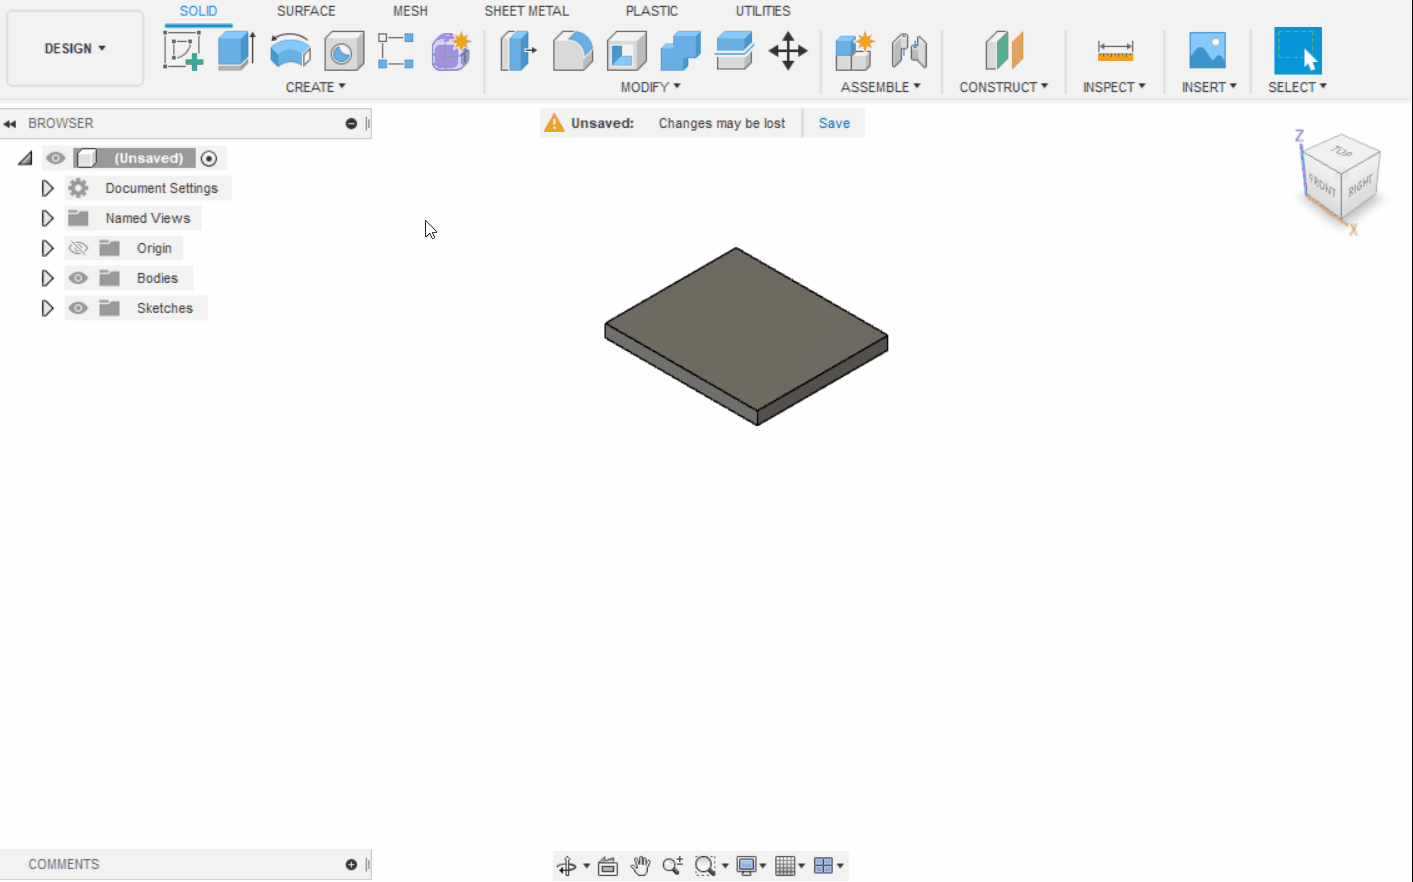 SOLID SURFACE MESH SHEET METAL PLASTIC UTILITIES
DESIGN
CREATE MODIFY ASSEMBLE CONSTRUCT INSPECT INSERT SELECT
BROWSER
Unsaved: Changes may be lost Save
(Unsaved)
Document Settings
Named Views
Origin
Bodies
Sketches
Z
TOP
FRONT RIGHT
X
COMMENTS